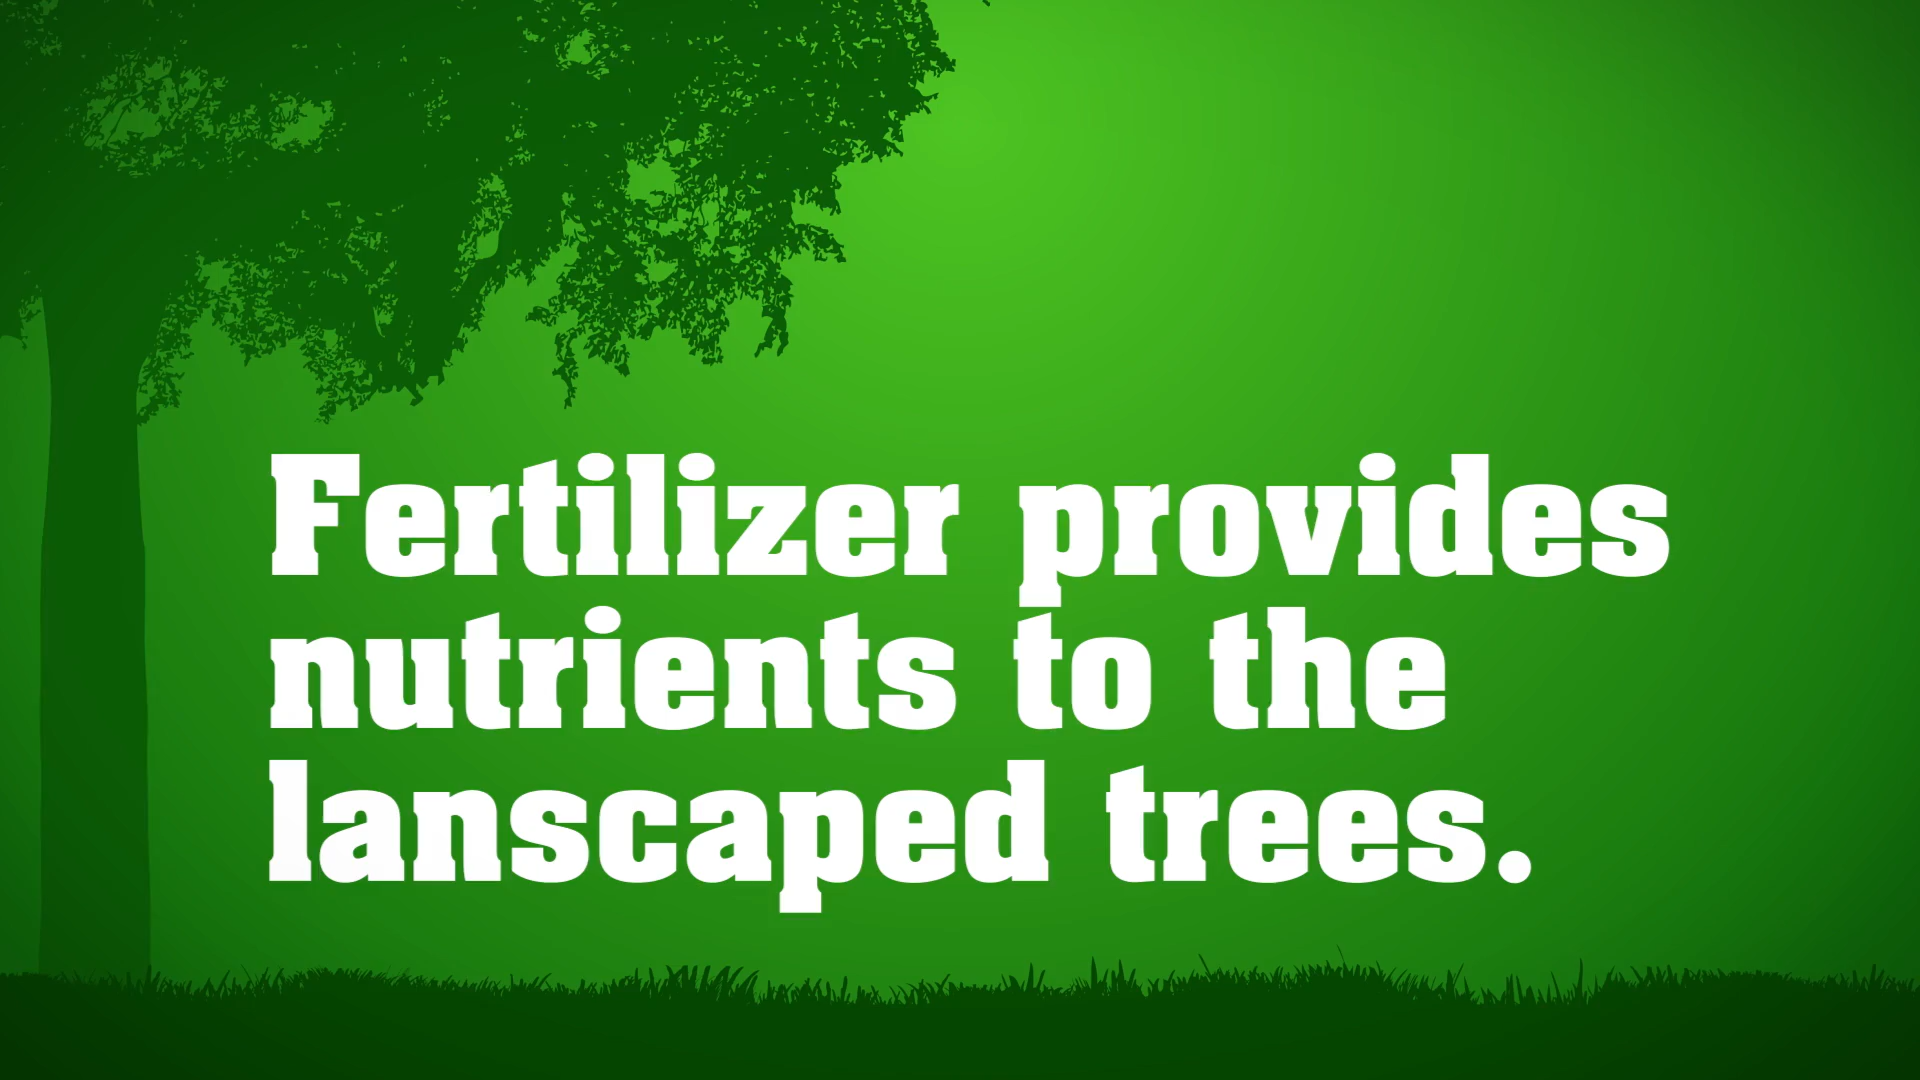 Fertilizer provides
nutrients to the
lanscaped trees.